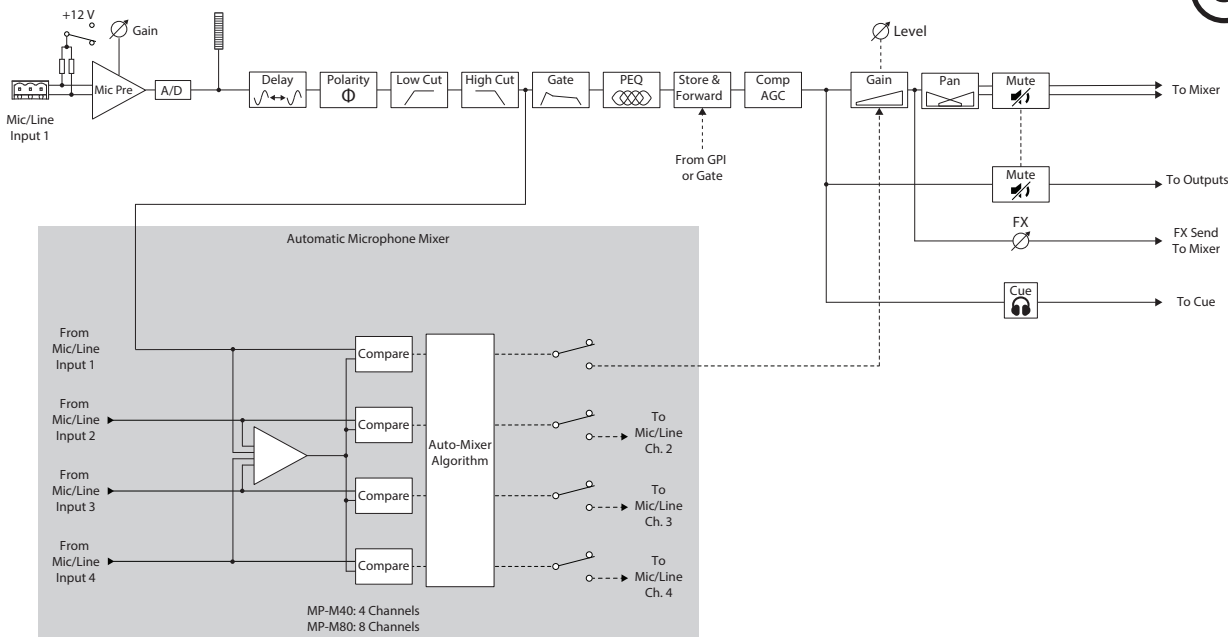 +12 V
Gain
Level
Mic Pre
A/D
Delay
Polarity
Φ
Low Cut
High Cut
Gate
PEQ
Store &
Forward
Comp
AGC
Gain
Pan
Mute
To Mixer
Mic/Line
Input 1
From GPI
or Gate
Mute
To Outputs
FX
FX Send
To Mixer
Cue
To Cue
Automatic Microphone Mixer
From
Mic/Line
Input 1
Compare
From
Mic/Line
Input 2
Compare
To
Mic/Line
Ch. 2
Auto-Mixer
Algorithm
From
Mic/Line
Input 3
Compare
To
Mic/Line
Ch. 3
From
Mic/Line
Input 4
Compare
To
Mic/Line
Ch. 4
MP-M40: 4 Channels
MP-M80: 8 Channels